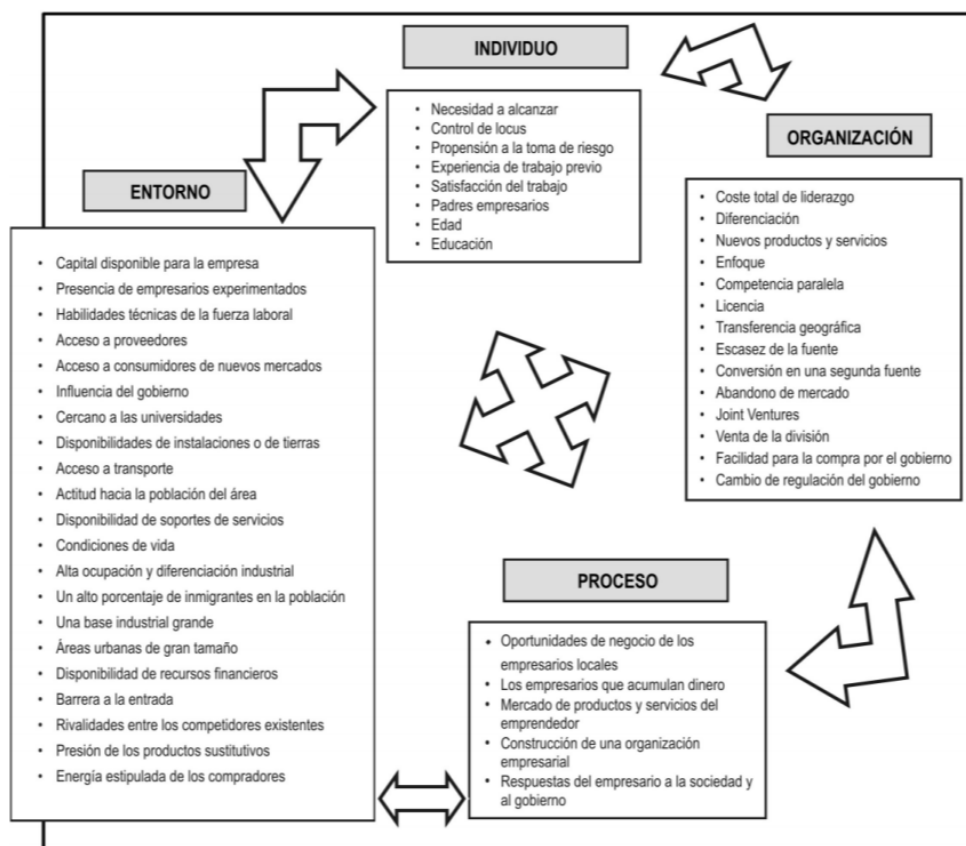 INDIVIDUO
• Necesidad a alcanzar
• Control de locus
• Propensión a la toma de riesgo
• Experiencia de trabajo previo
• Satisfacción del trabajo
• Padres empresarios
• Edad
• Educación
ORGANIZACIÓN
• Coste total de liderazgo
• Diferenciación
• Nuevos productos y servicios
• Enfoque
• Competencia paralela
• Licencia
• Transferencia geográfica
• Escasez de la fuente
• Conversión en una segunda fuente
• Abandono de mercado
• Joint Ventures
• Venta de la división
• Facilidad para la compra por el gobierno
• Cambio de regulación del gobierno
ENTORNO
• Capital disponible para la empresa
• Presencia de empresarios experimentados
• Habilidades técnicas de la fuerza laboral
• Acceso a proveedores
• Acceso a consumidores de nuevos mercados
• Influencia del gobierno
• Cercano a las universidades
• Disponibilidades de instalaciones o de tierras
• Acceso a transporte
• Actitud hacia la población del área
• Disponibilidad de soportes de servicios
• Condiciones de vida
• Alta ocupación y diferenciación industrial
• Un alto porcentaje de inmigrantes en la población
• Una base industrial grande
• Áreas urbanas de gran tamaño
• Disponibilidad de recursos financieros
• Barrera a la entrada
• Rivalidades entre los competidores existentes
• Presión de los productos sustitutivos
• Energía estipulada de los compradores
PROCESO
• Oportunidades de negocio de los
empresarios locales
• Los empresarios que acumulan dinero
• Mercado de productos y servicios del
emprendedor
• Construcción de una organización
empresarial
• Respuestas del empresario a la sociedad y
al gobierno